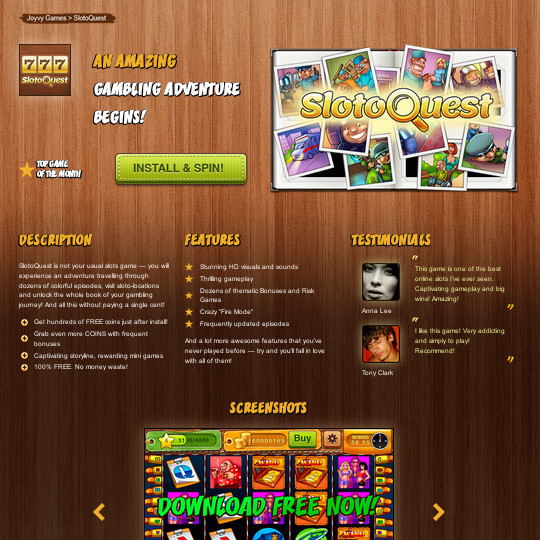 Joyvy Games > SlotoQuest
777
SlotoQuest
AN AMAZING
GAMBLING ADVENTURE
BEGINS!
TOP GAME
OF THE MONTH
INSTALL & SPIN!
SlotoQuest
DESCRIPTION
SlotoQuest is not your usual slots game — you will
experience an adventure travelling through
dozens of colorful episodes, visit sloto-locations
and unlock the whole book of your gambling
journey! And all this without paying a single cent!
Get hundreds of FREE coins just after install!
Grab even more COINS with frequent
bonuses
Captivating storyline, rewarding mini games
100% FREE. No money waste!
FEATURES
Stunning HD visuals and sounds
Thrilling gameplay
Dozens of thematic Bonuses and Risk
Games
Crazy "Fire Mode"
Frequently updated episodes
And a lot more awesome features that you've
never played before — try and you'll fall in love
with all of them!
TESTIMONIALS
"
This game is one of the best
online slots I've ever seen.
Captivating gameplay and big
wins! Amazing!
"
Anna Lee
"
I like this game! Very addicting
and simply to play!
Recommend!
"
Tony Clark
SCREENSHOTS
Buy
DOWNLOAD FREE NOW!